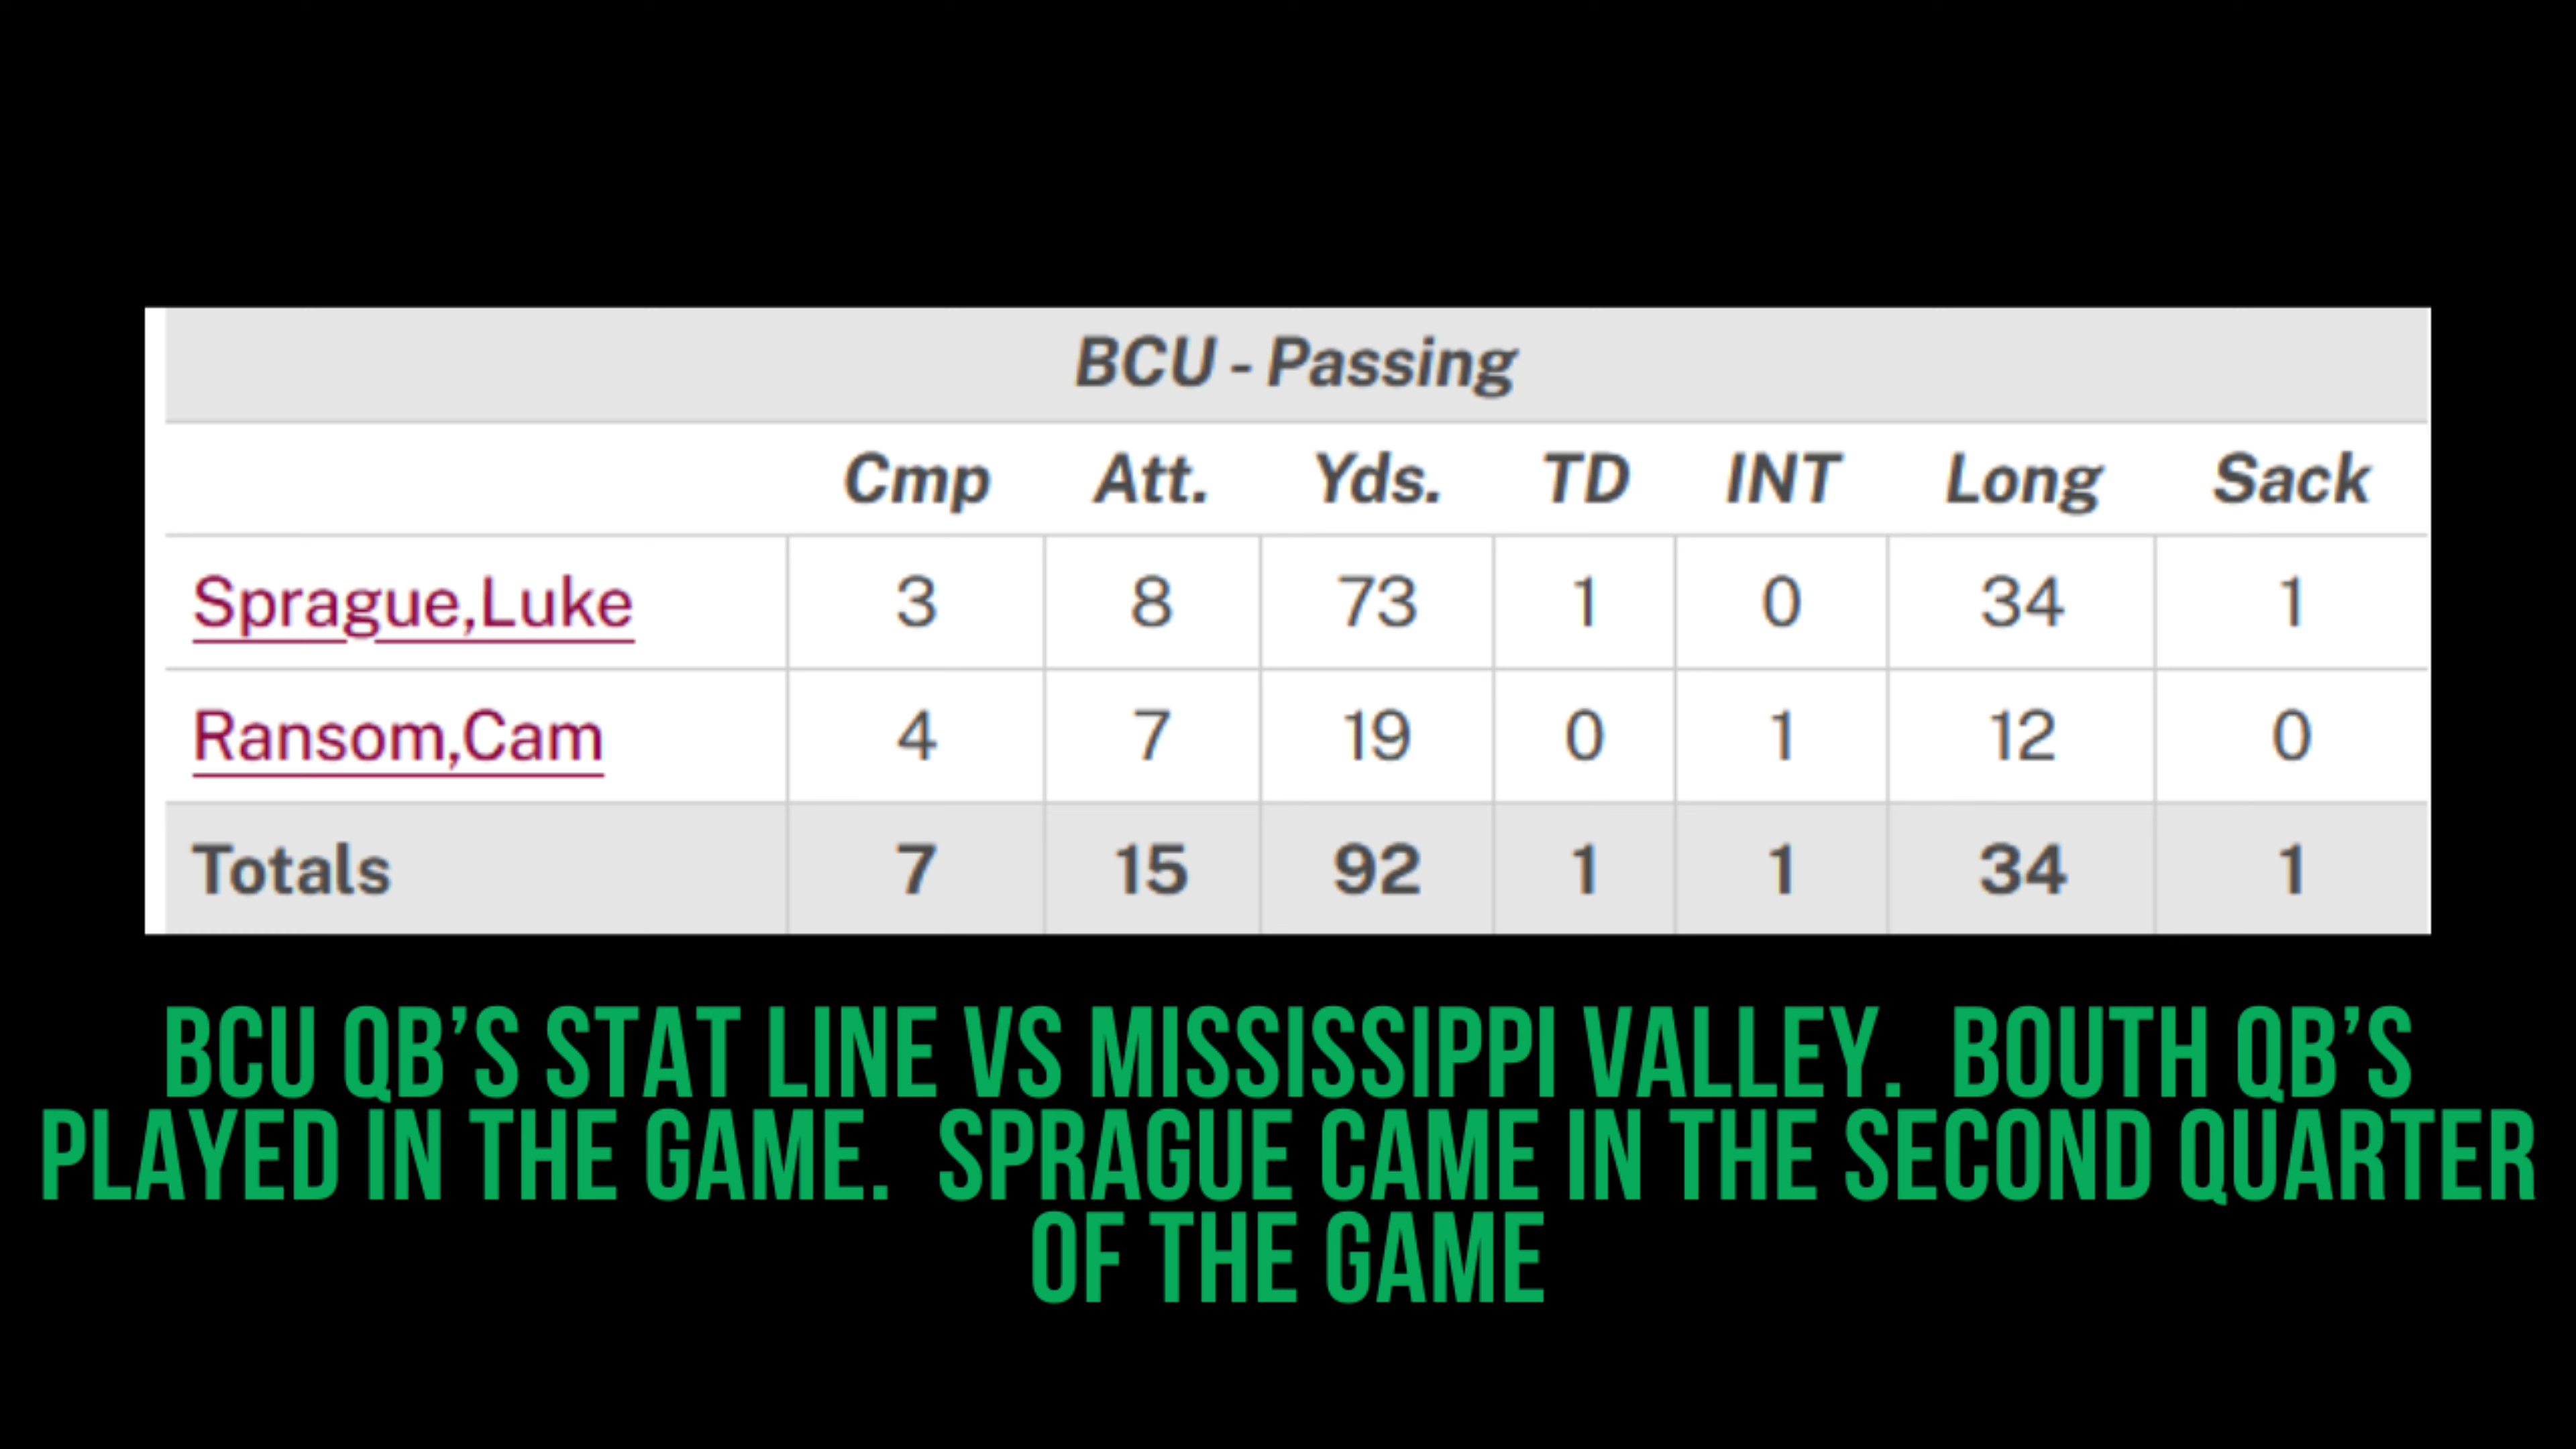 BCU - Passing
Cmp Att. Yds. TD INT Long Sack
Sprague,Luke 3 8 73 1 0 34 1
Ransom,Cam 4 7 19 0 1 12 0
Totals 7 15 92 1 1 34 1
BCU QB’S STAT LINE VS MISSISSIPPI VALLEY. BOUTH QB’S
PLAYED IN THE GAME. SPRAGUE CAME IN THE SECOND QUARTER
OF THE GAME